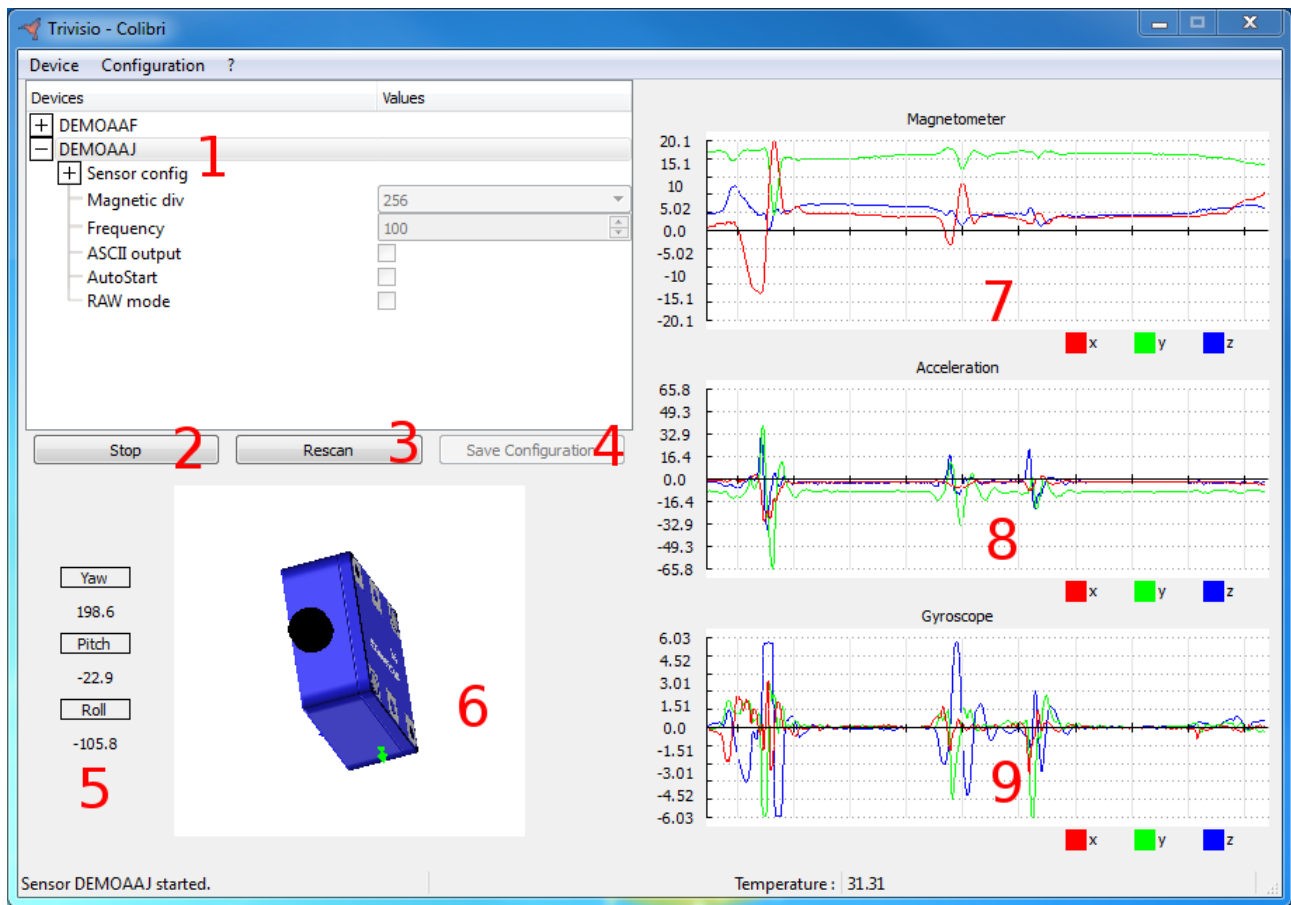 Trivisio - Colibri
Device Configuration ?
Devices Values
DEMOAAF
DEMOAAJ
1
Sensor config
Magnetic div 256
Frequency 100
ASCII output
AutoStart
RAW mode
Stop 2 Rescan 3 Save Configuration 4
Yaw
198.6
Pitch
-22.9
Roll
-105.8
5
6
Magnetometer
20.1
15.1
10
5.02
0.0
-5.02
-10
-15.1
-20.1
7
x y z
Acceleration
65.8
49.3
32.9
16.4
0.0
-16.4
-32.9
-49.3
-65.8
8
x y z
Gyroscope
6.03
4.52
3.01
1.51
0.0
-1.51
-3.01
-4.52
-6.03
9
x y z
Sensor DEMOAAJ started. Temperature : 31.31